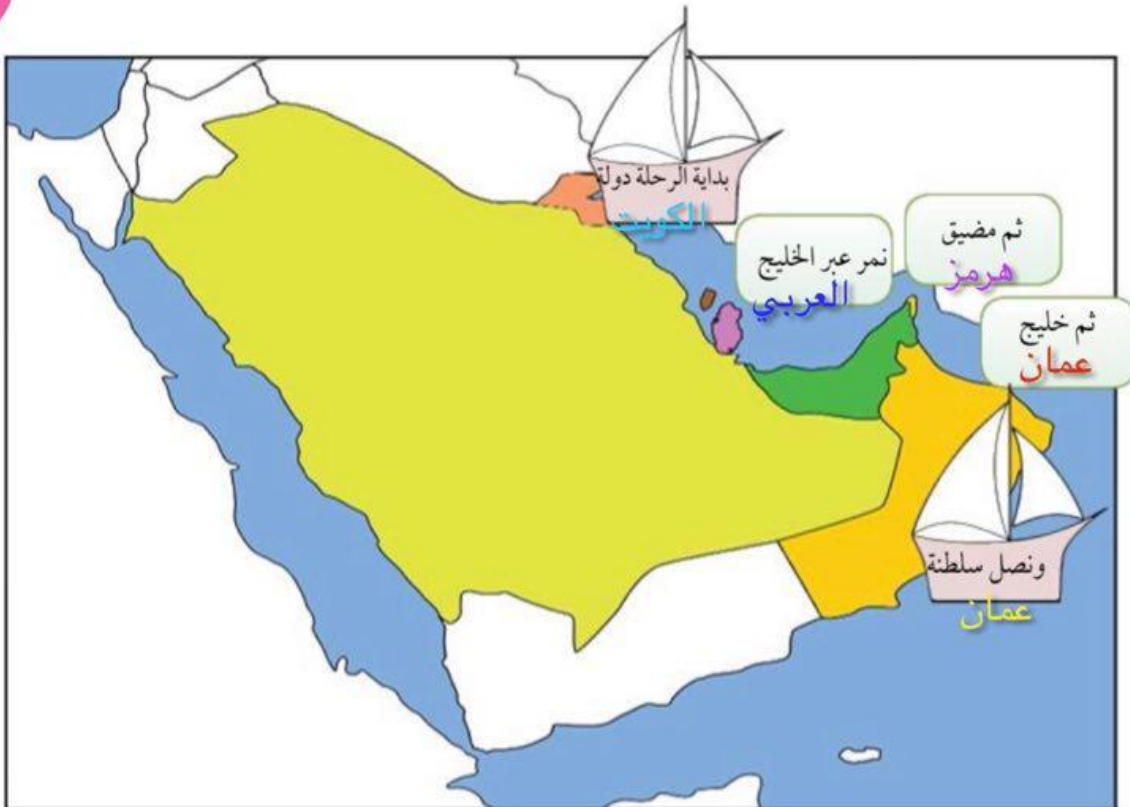 بداية الرحلة دولة
الكويت
نمر عبر الخليج
العربي
ثم مضيق
هرمز
ثم خليج
عمان
ونصل سلطنة
عمان